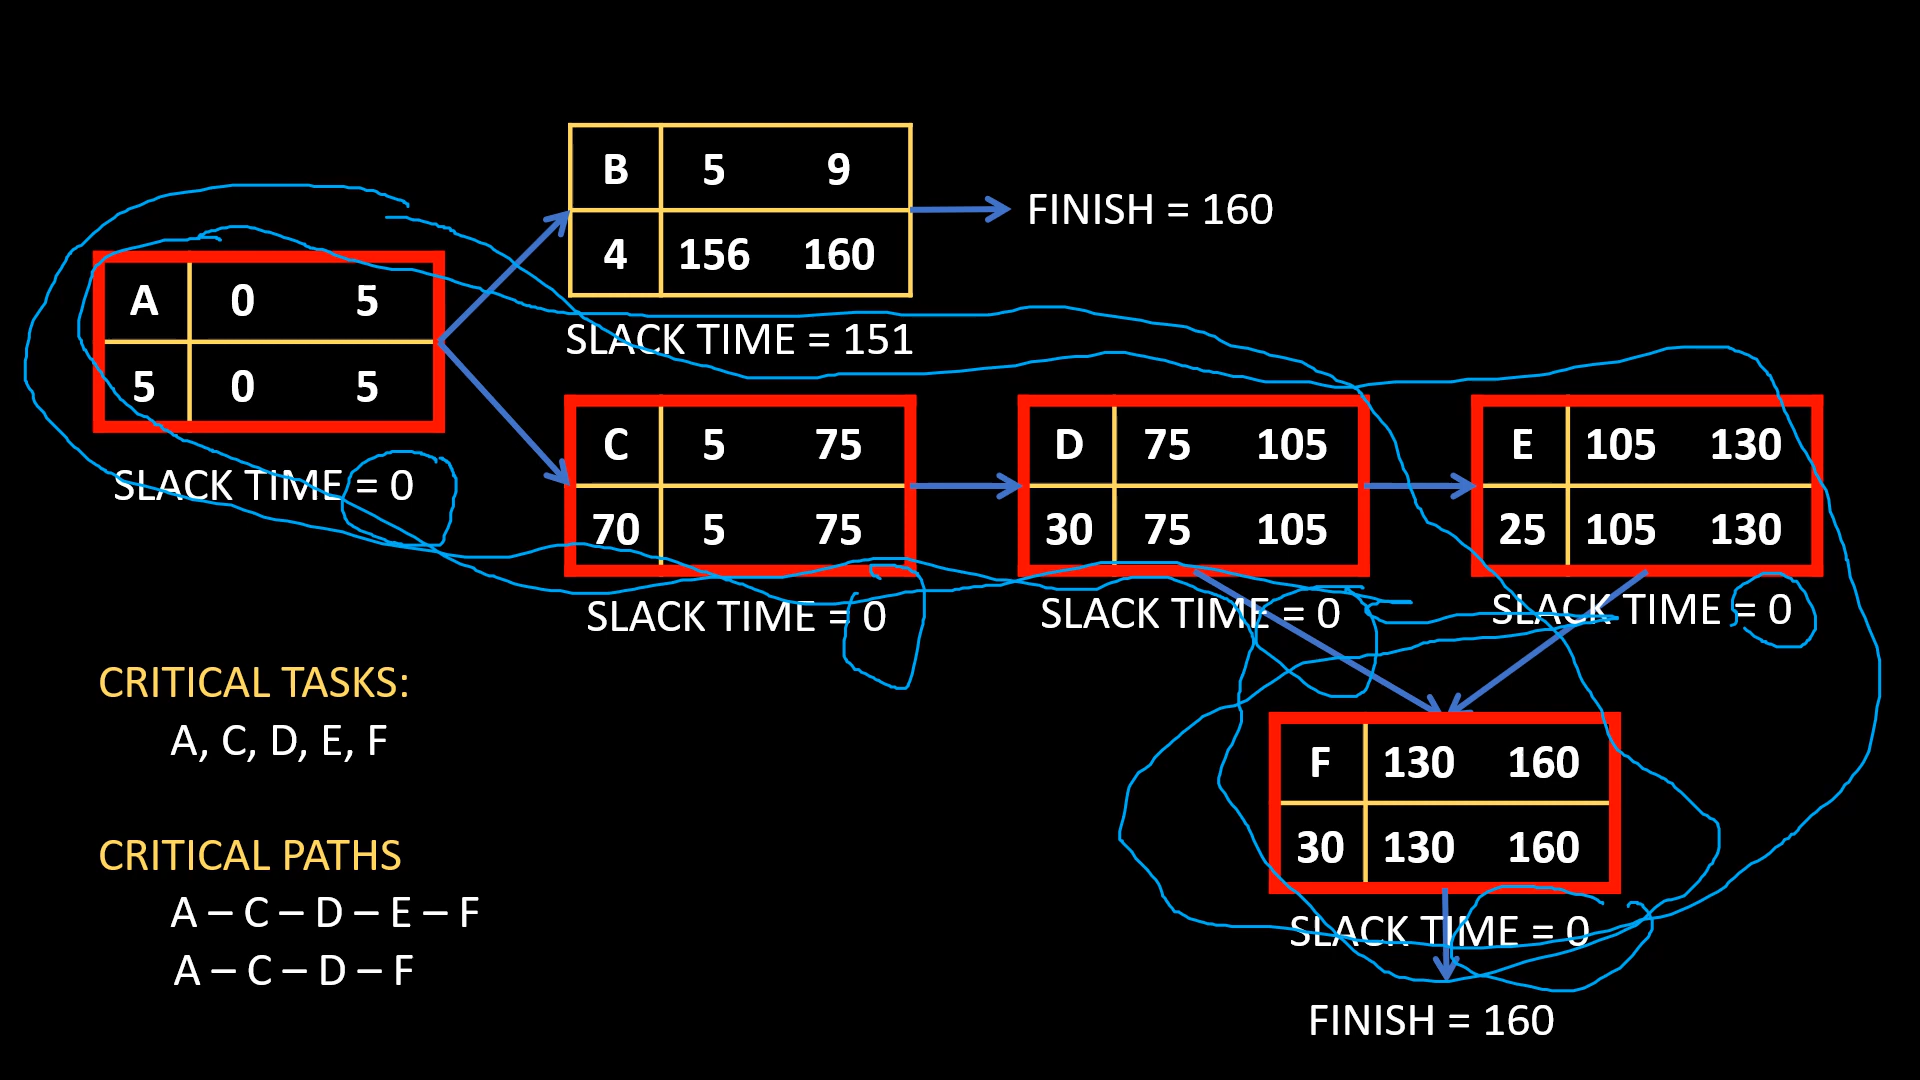 B 5 9
4 156 160
FINISH = 160
SLACK TIME = 151
A 0 5
5 0 5
SLACK TIME = 0
C 5 75
70 5 75
SLACK TIME = 0
D 75 105
30 75 105
SLACK TIME = 0
E 105 130
25 105 130
SLACK TIME = 0
F 130 160
30 130 160
SLACK TIME = 0
FINISH = 160
CRITICAL TASKS:
A, C, D, E, F
CRITICAL PATHS
A – C – D – E – F
A – C – D – F